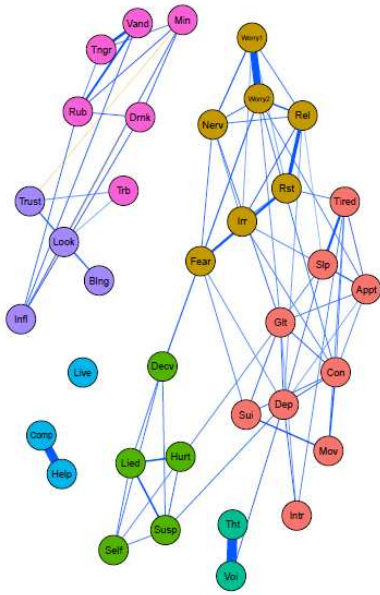 Min
Vand
Tngr
Rub
Drnk
Worry1
Worry2
Rel
Nerv
Rst
Trb
Trust
Tired
Irr
Look
Fear
Slp
Blng
Appt
Infl
Glt
Decv
Live
Con
Dep
Sui
Comp
Mov
Hurt
Lied
Help
Intr
Tht
Susp
Self
Voi